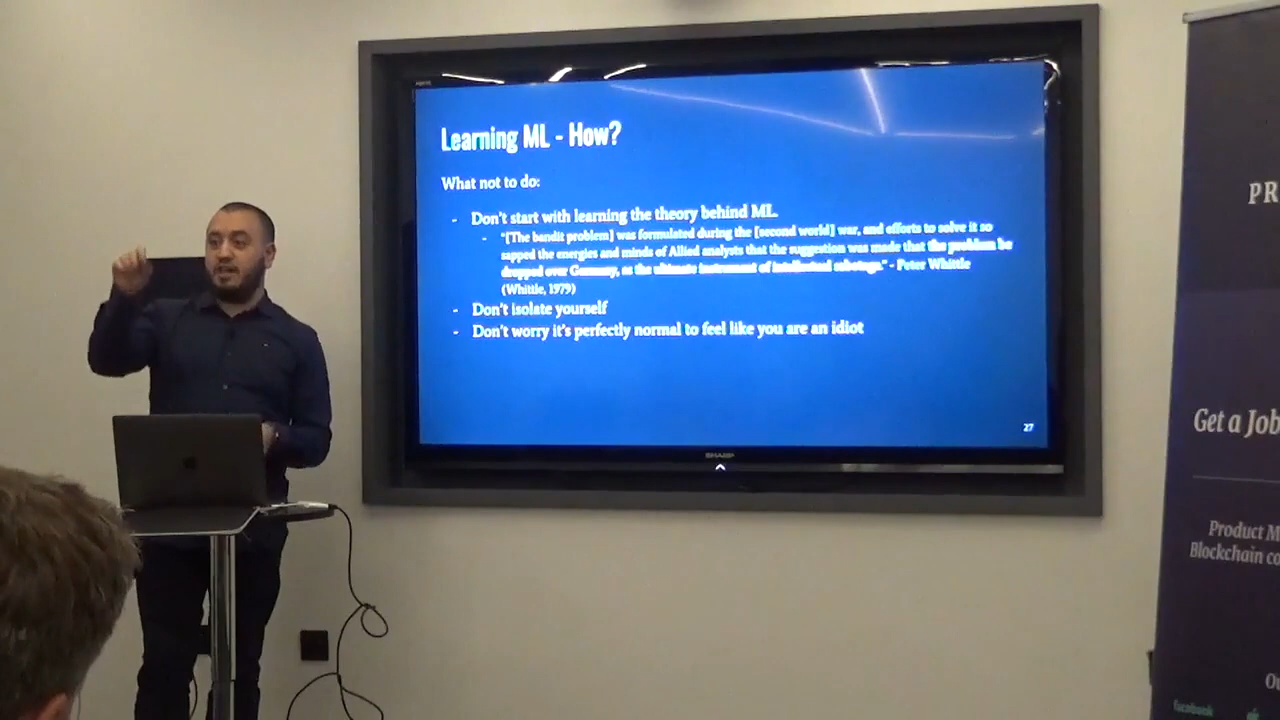 Learning ML - How?
What not to do:
- Don't start with learning the theory behind ML.
- "[The bandit problem] was formulated during the [second world] war, and efforts to solve it so
sapped the energies and minds of Allied analysts that the suggestion was made that the problem be
dropped over Germany, as the ultimate instrument of intellectual sabotage." - Peter Whittle
(Whittle, 1979)
- Don't isolate yourself
- Don't worry it's perfectly normal to feel like you are an idiot
27
SHARP
PR
Get a Job
Product M
Blockchain co
facebook